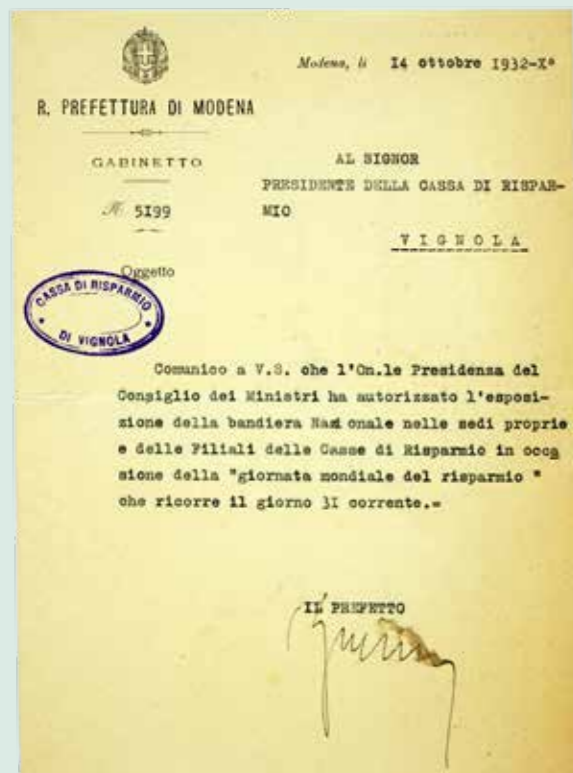 Modena, li 14 ottobre 1932-X°
R. PREFETTURA DI MODENA
GABINETTO
N. 5199
AL SIGNOR
PRESIDENTE DELLA CASSA DI RISPAR-
MIO
VIGNOLA
Oggetto
CASSA DI RISPARMIO
DI VIGNOLA
Comunico a V.S. che l'On.le Presidenza del
Consiglio dei Ministri ha autorizzato l'esposi-
zione della bandiera Nazionale nelle sedi proprie
e delle Filiali delle Casse di Risparmio in occa
sione della "giornata mondiale del risparmio "
che ricorre il giorno 31 corrente.=
IL PREFETTO